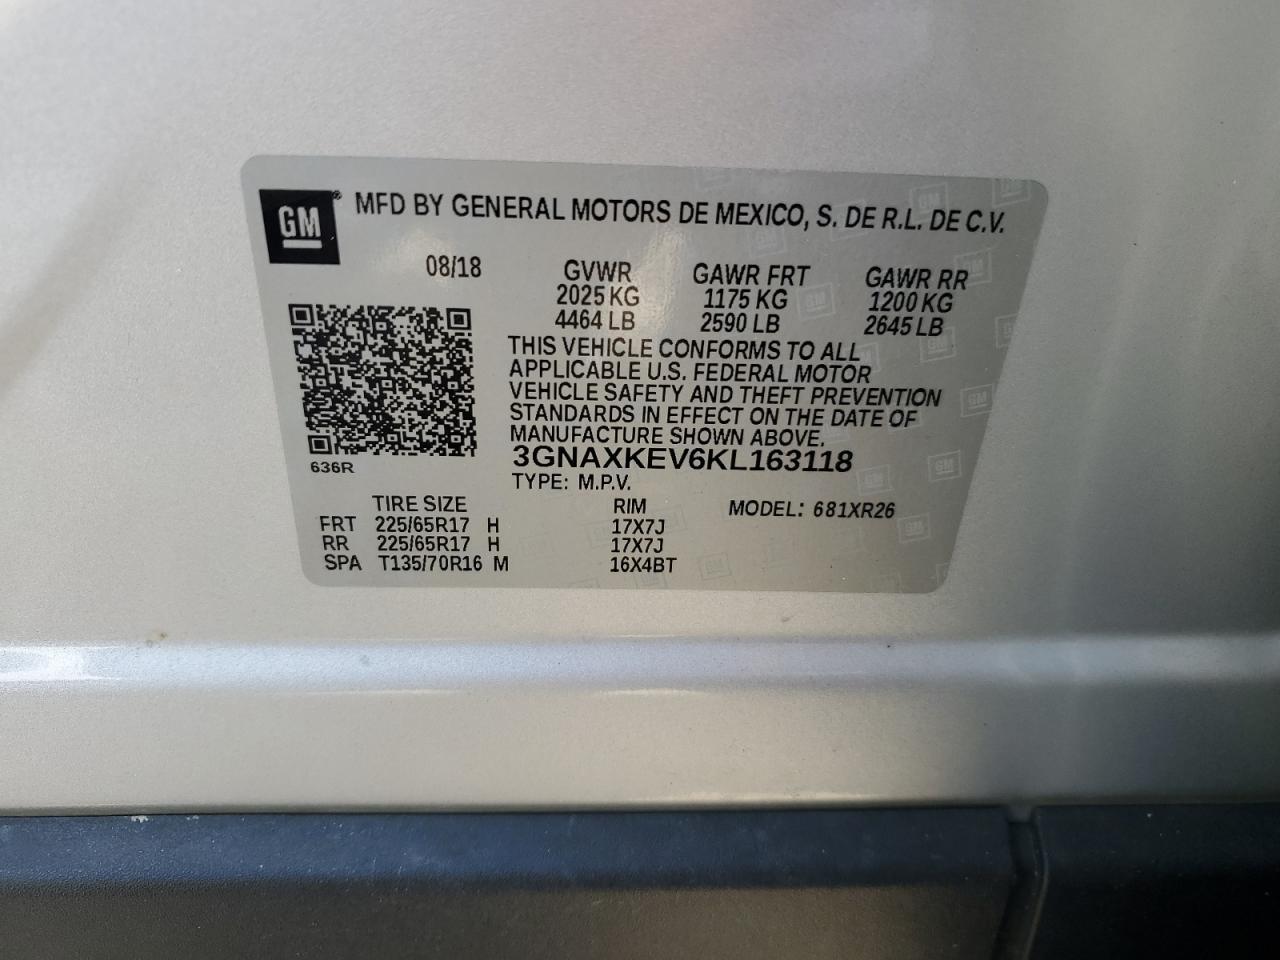 GM® MFD BY GENERAL MOTORS DE MEXICO, S. DE R.L. DE C.V.
08/18 GVWR GAWR FRT GAWR RR
2025 KG 1175 KG 1200 KG
4464 LB 2590 LB 2645 LB
THIS VEHICLE CONFORMS TO ALL
APPLICABLE U.S. FEDERAL MOTOR
VEHICLE SAFETY AND THEFT PREVENTION
STANDARDS IN EFFECT ON THE DATE OF
MANUFACTURE SHOWN ABOVE.
3GNAXKEV6KL163118
636R
TYPE: M.P.V.
TIRE SIZE RIM MODEL: 681XR26
FRT 225/65R17 H 17X7J
RR 225/65R17 H 17X7J
SPA T135/70R16 M 16X4BT